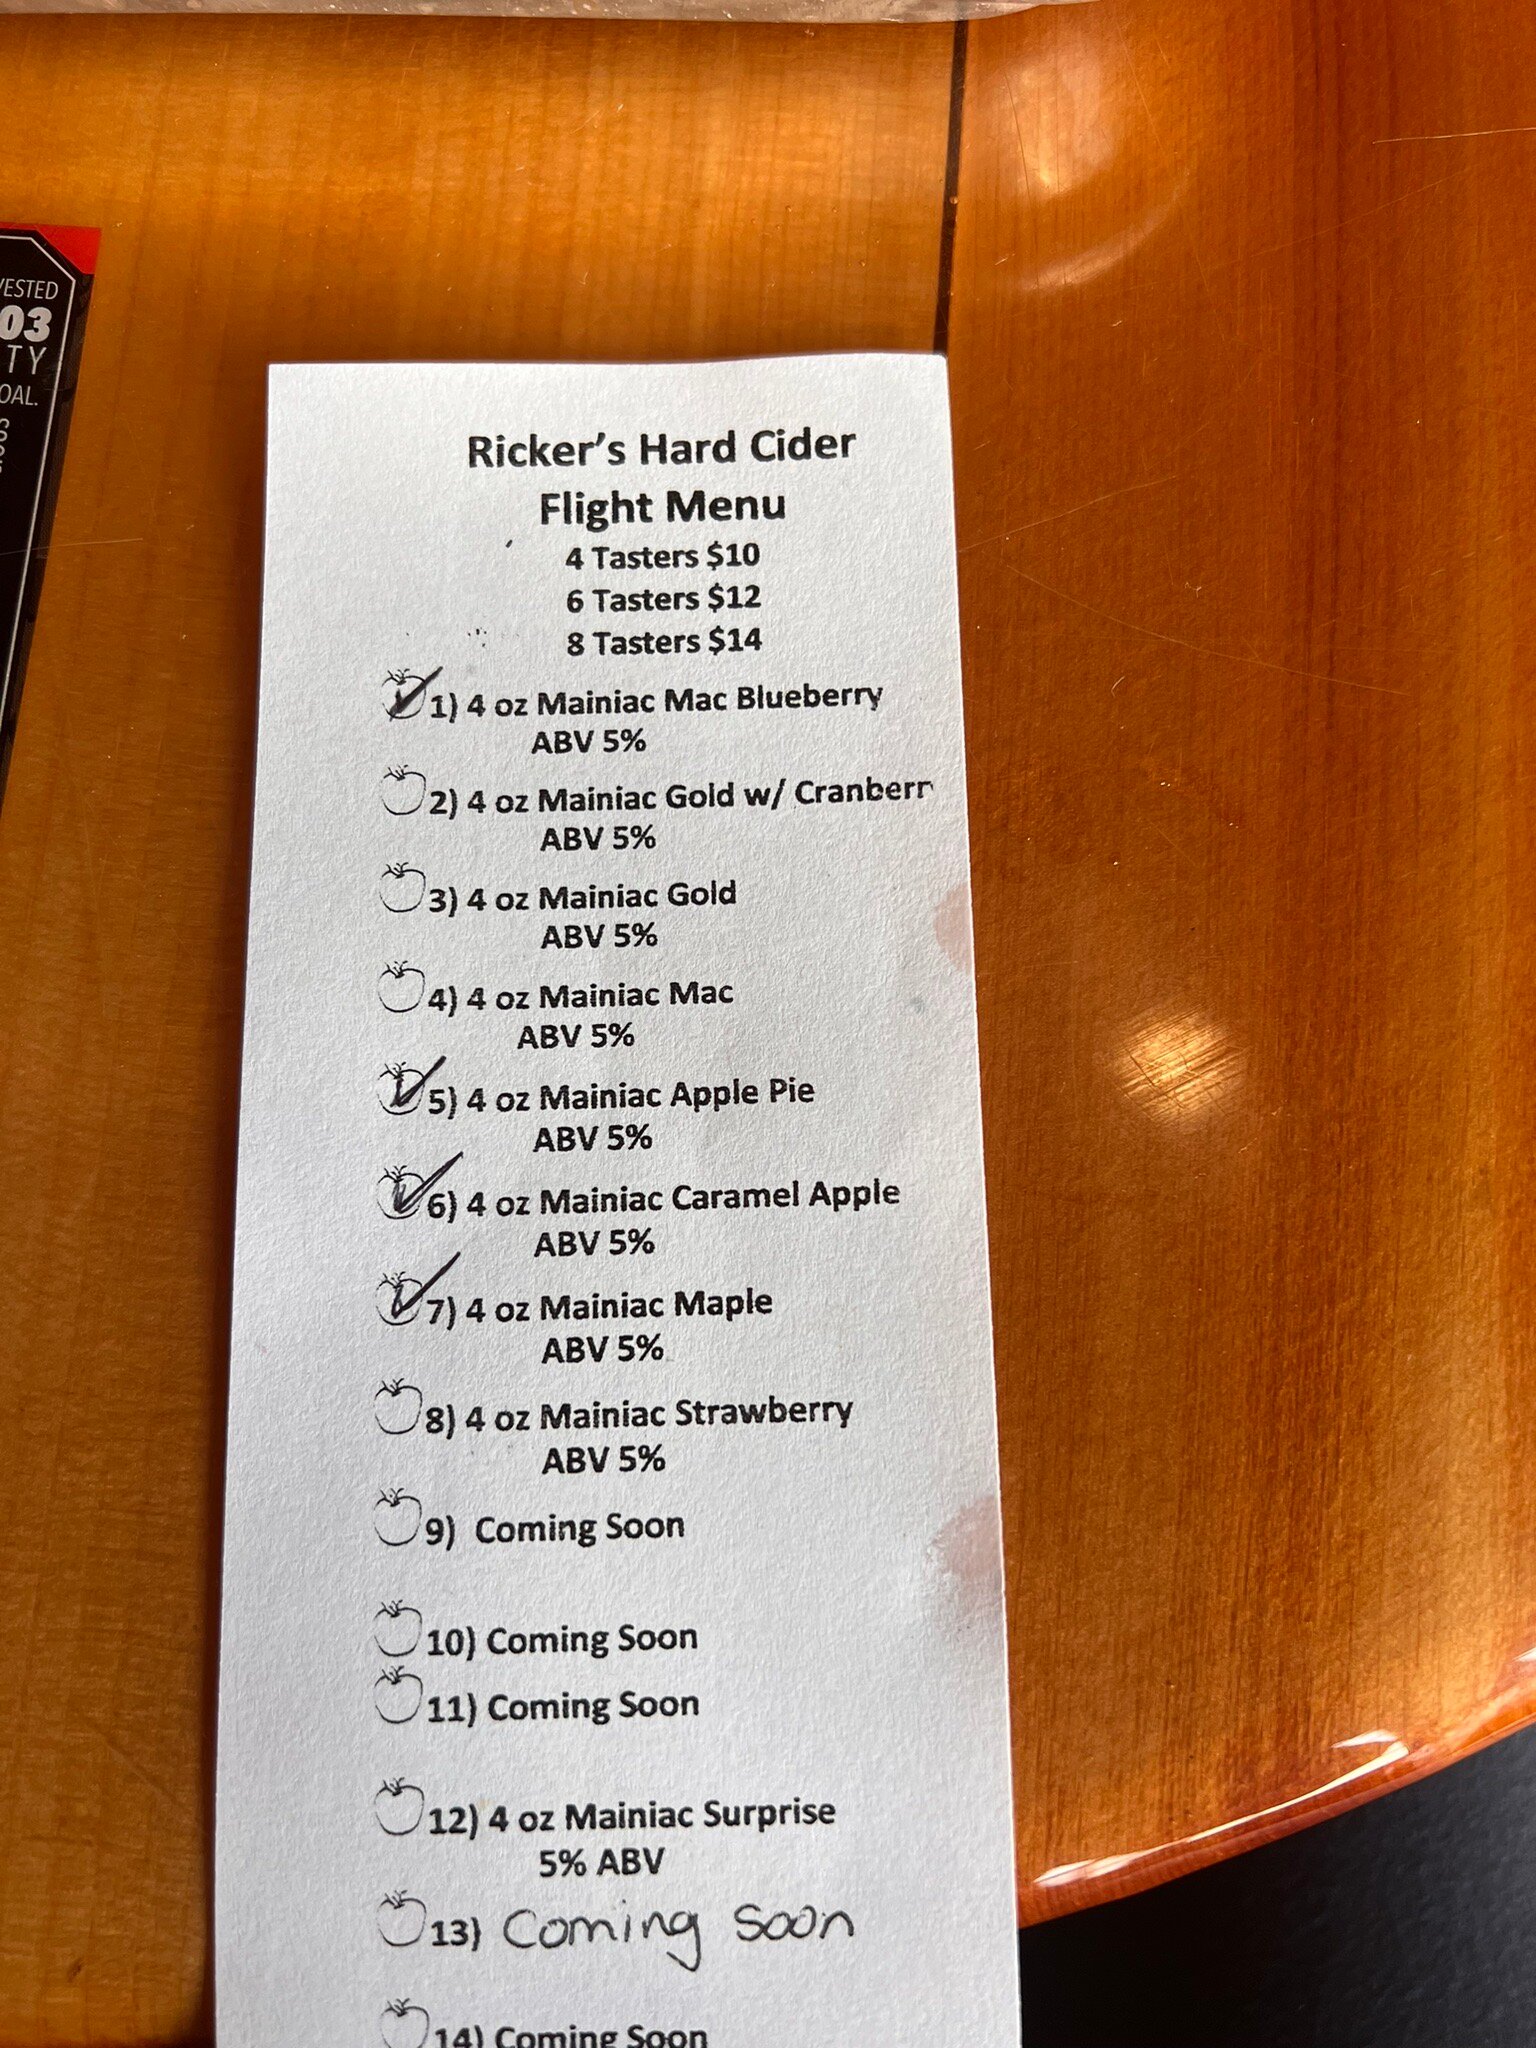 03
TY
Ricker's Hard Cider
Flight Menu
4 Tasters $10
6 Tasters $12
8 Tasters $14
1) 4 oz Mainiac Mac Blueberry
ABV 5%
2) 4 oz Mainiac Gold w/ Cranberr
ABV 5%
3) 4 oz Mainiac Gold
ABV 5%
4) 4 oz Mainiac Mac
ABV 5%
5) 4 oz Mainiac Apple Pie
ABV 5%
6) 4 oz Mainiac Caramel Apple
ABV 5%
7) 4 oz Mainiac Maple
ABV 5%
8) 4 oz Mainiac Strawberry
ABV 5%
9) Coming Soon
10) Coming Soon
11) Coming Soon
12) 4 oz Mainiac Surprise
5% ABV
13) Coming Soon
14) Coming Soon